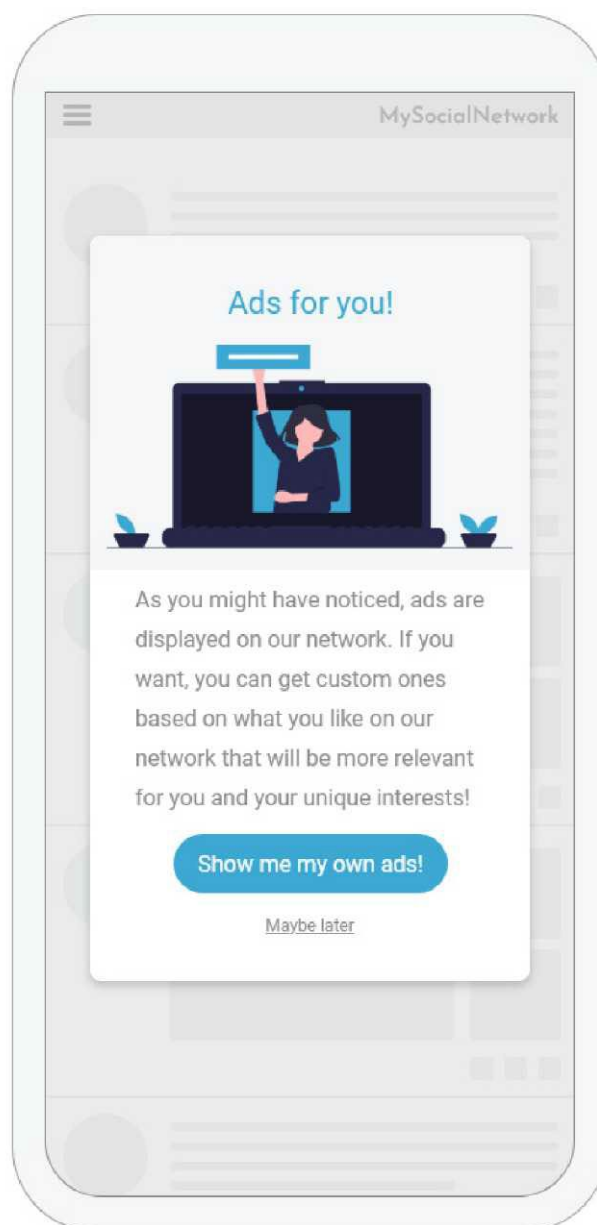 MySocialNetwork
Ads for you!
As you might have noticed, ads are
displayed on our network. If you
want, you can get custom ones
based on what you like on our
network that will be more relevant
for you and your unique interests!
Show me my own ads!
Maybe later